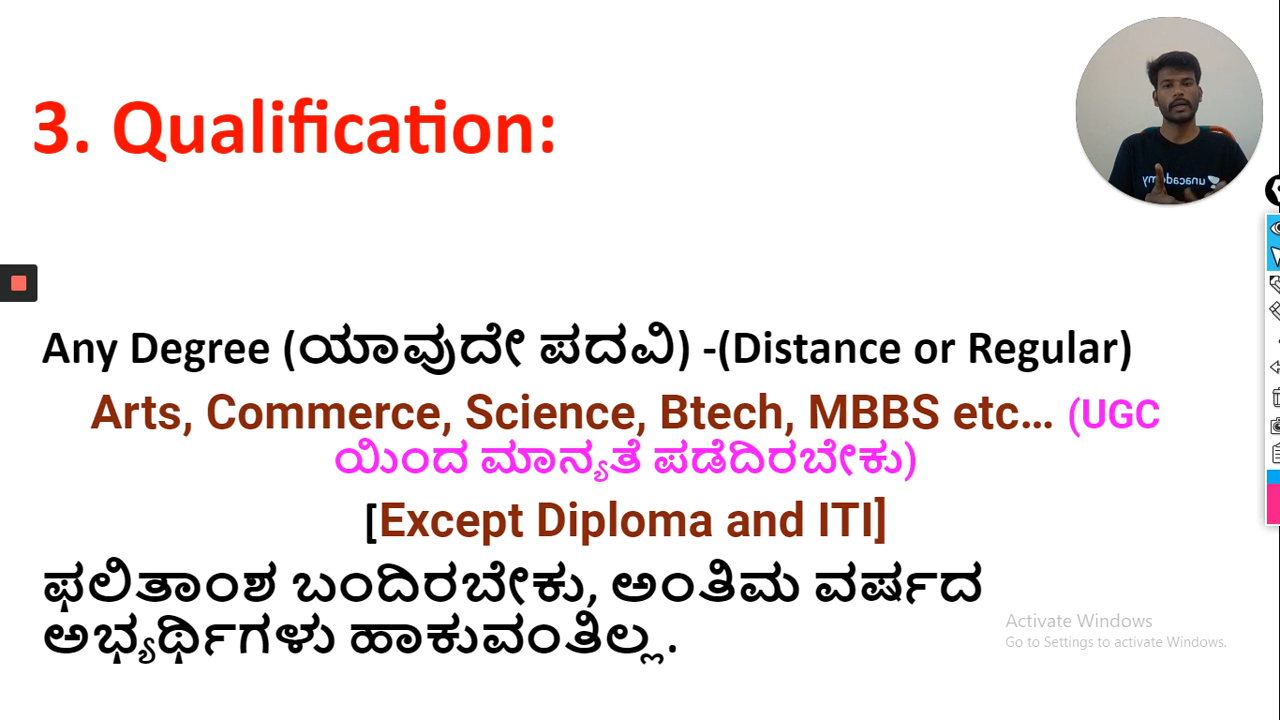 3. Qualification:
unacademy
Any Degree (ಯಾವುದೇ ಪದವಿ) -(Distance or Regular)
Arts, Commerce, Science, Btech, MBBS etc... (UGC
ಯಿಂದ ಮಾನ್ಯತೆ ಪಡೆದಿರಬೇಕು)
[Except Diploma and ITI]
ಫಲಿತಾಂಶ ಬಂದಿರಬೇಕು, ಅಂತಿಮ ವರ್ಷದ
ಅಭ್ಯರ್ಥಿಗಳು ಹಾಕುವಂತಿಲ್ಲ.
Activate Windows
Go to Settings to activate Windows.